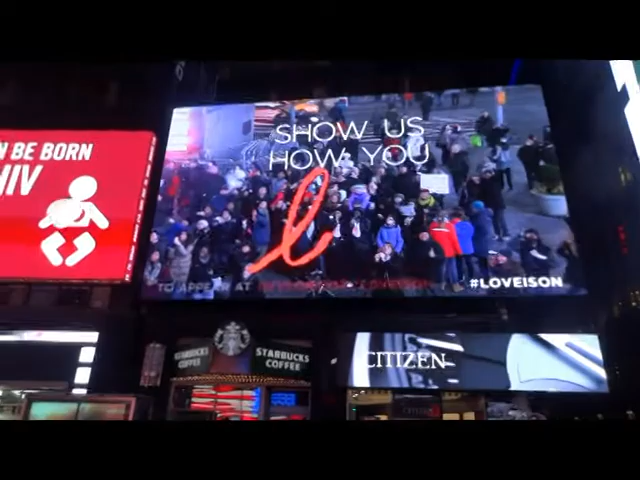 N BE BORN
HIV
SHOW US
HOW YOU
l
TO APPEAR AT
#LOVEISON
STARBUCKS
COFFEE
STARBUCKS
COFFEE
CITIZEN